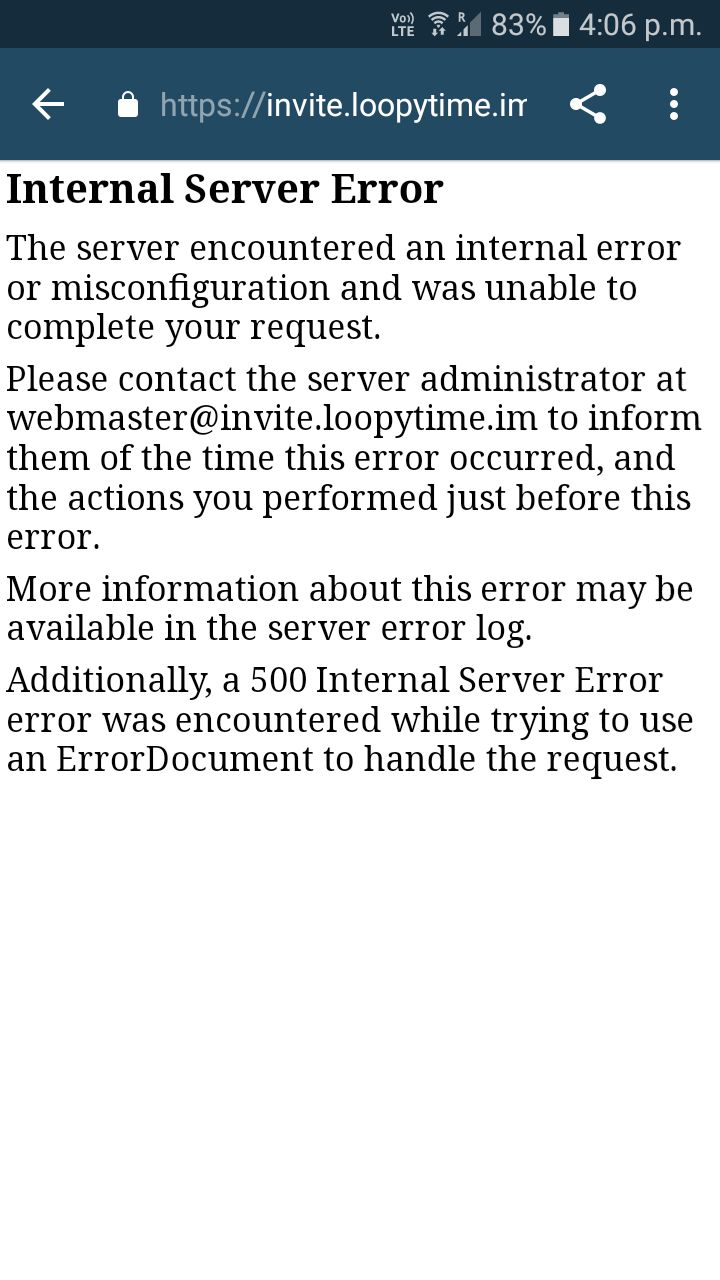 Vo)) LTE R 83% 4:06 p.m.
https://invite.loopytime.im
Internal Server Error
The server encountered an internal error
or misconfiguration and was unable to
complete your request.
Please contact the server administrator at
webmaster@invite.loopytime.im to inform
them of the time this error occurred, and
the actions you performed just before this
error.
More information about this error may be
available in the server error log.
Additionally, a 500 Internal Server Error
error was encountered while trying to use
an ErrorDocument to handle the request.